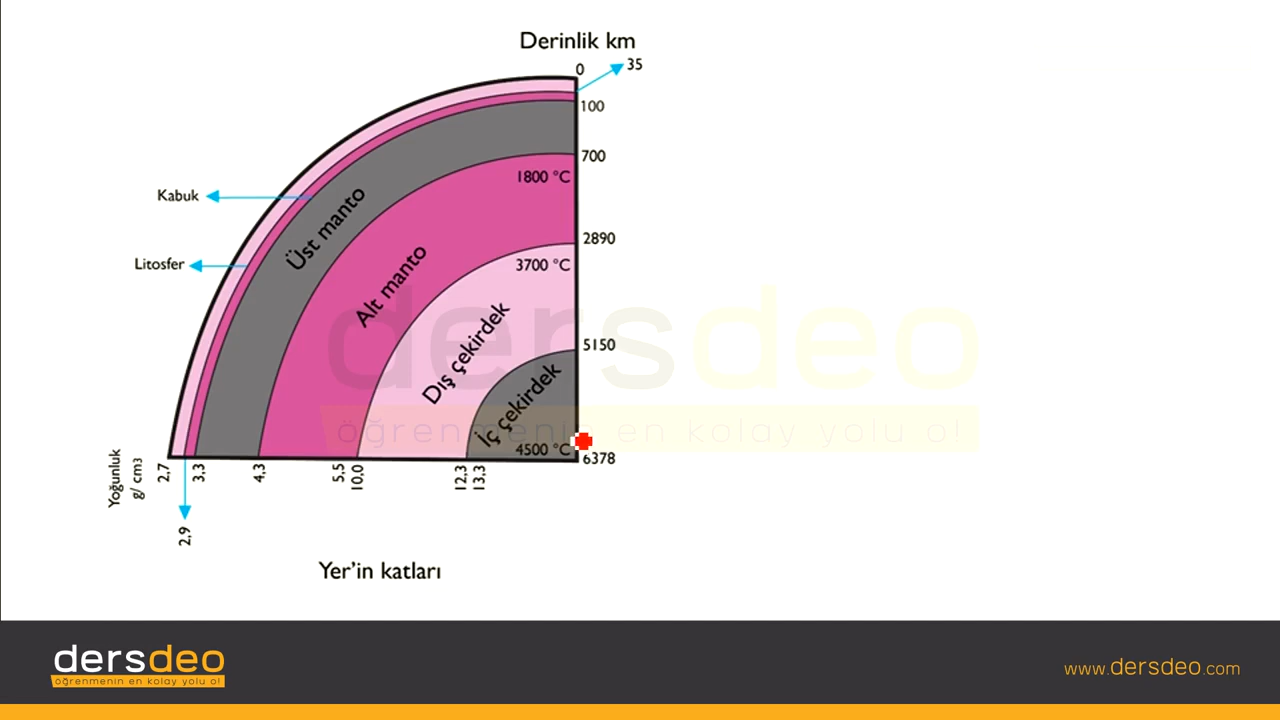 Derinlik km
0
35
100
700
1800 °C
Kabuk
Üst manto
2890
Alt manto
3700 °C
Litosfer
Dış çekirdek
5150
İç çekirdek
4500 °C
6378
Yoğunluk
g/ cm3
2,7
3,3
4,3
5,5
10,0
12,3
13,3
2,9
Yer’in katları
dersdeo
öğrenmenin en kolay yolu o!
dersdeo
öğrenmenin en kolay yolu o!
www.dersdeo.com